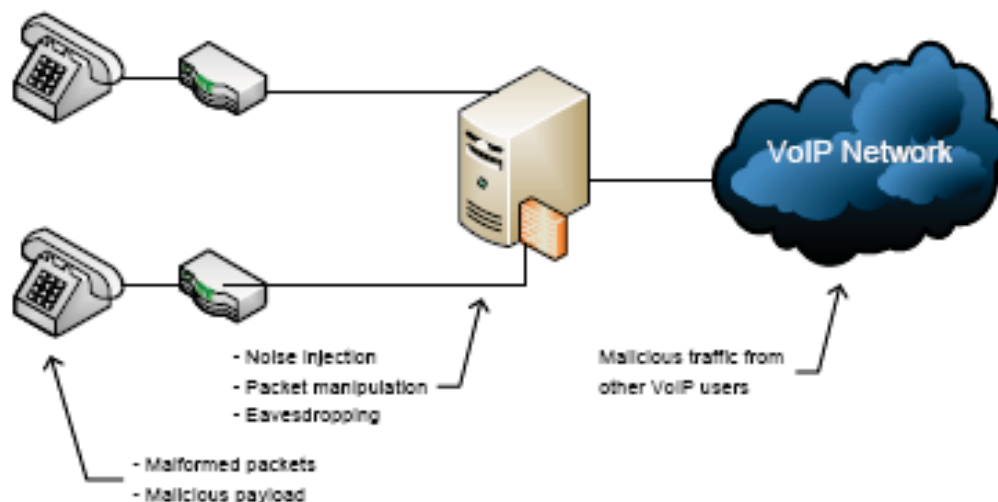 VoIP Network
- Noise injection
- Packet manipulation
- Eavesdropping
Malicious traffic from
other VoIP users
- Malformed packets
- Malicious payload